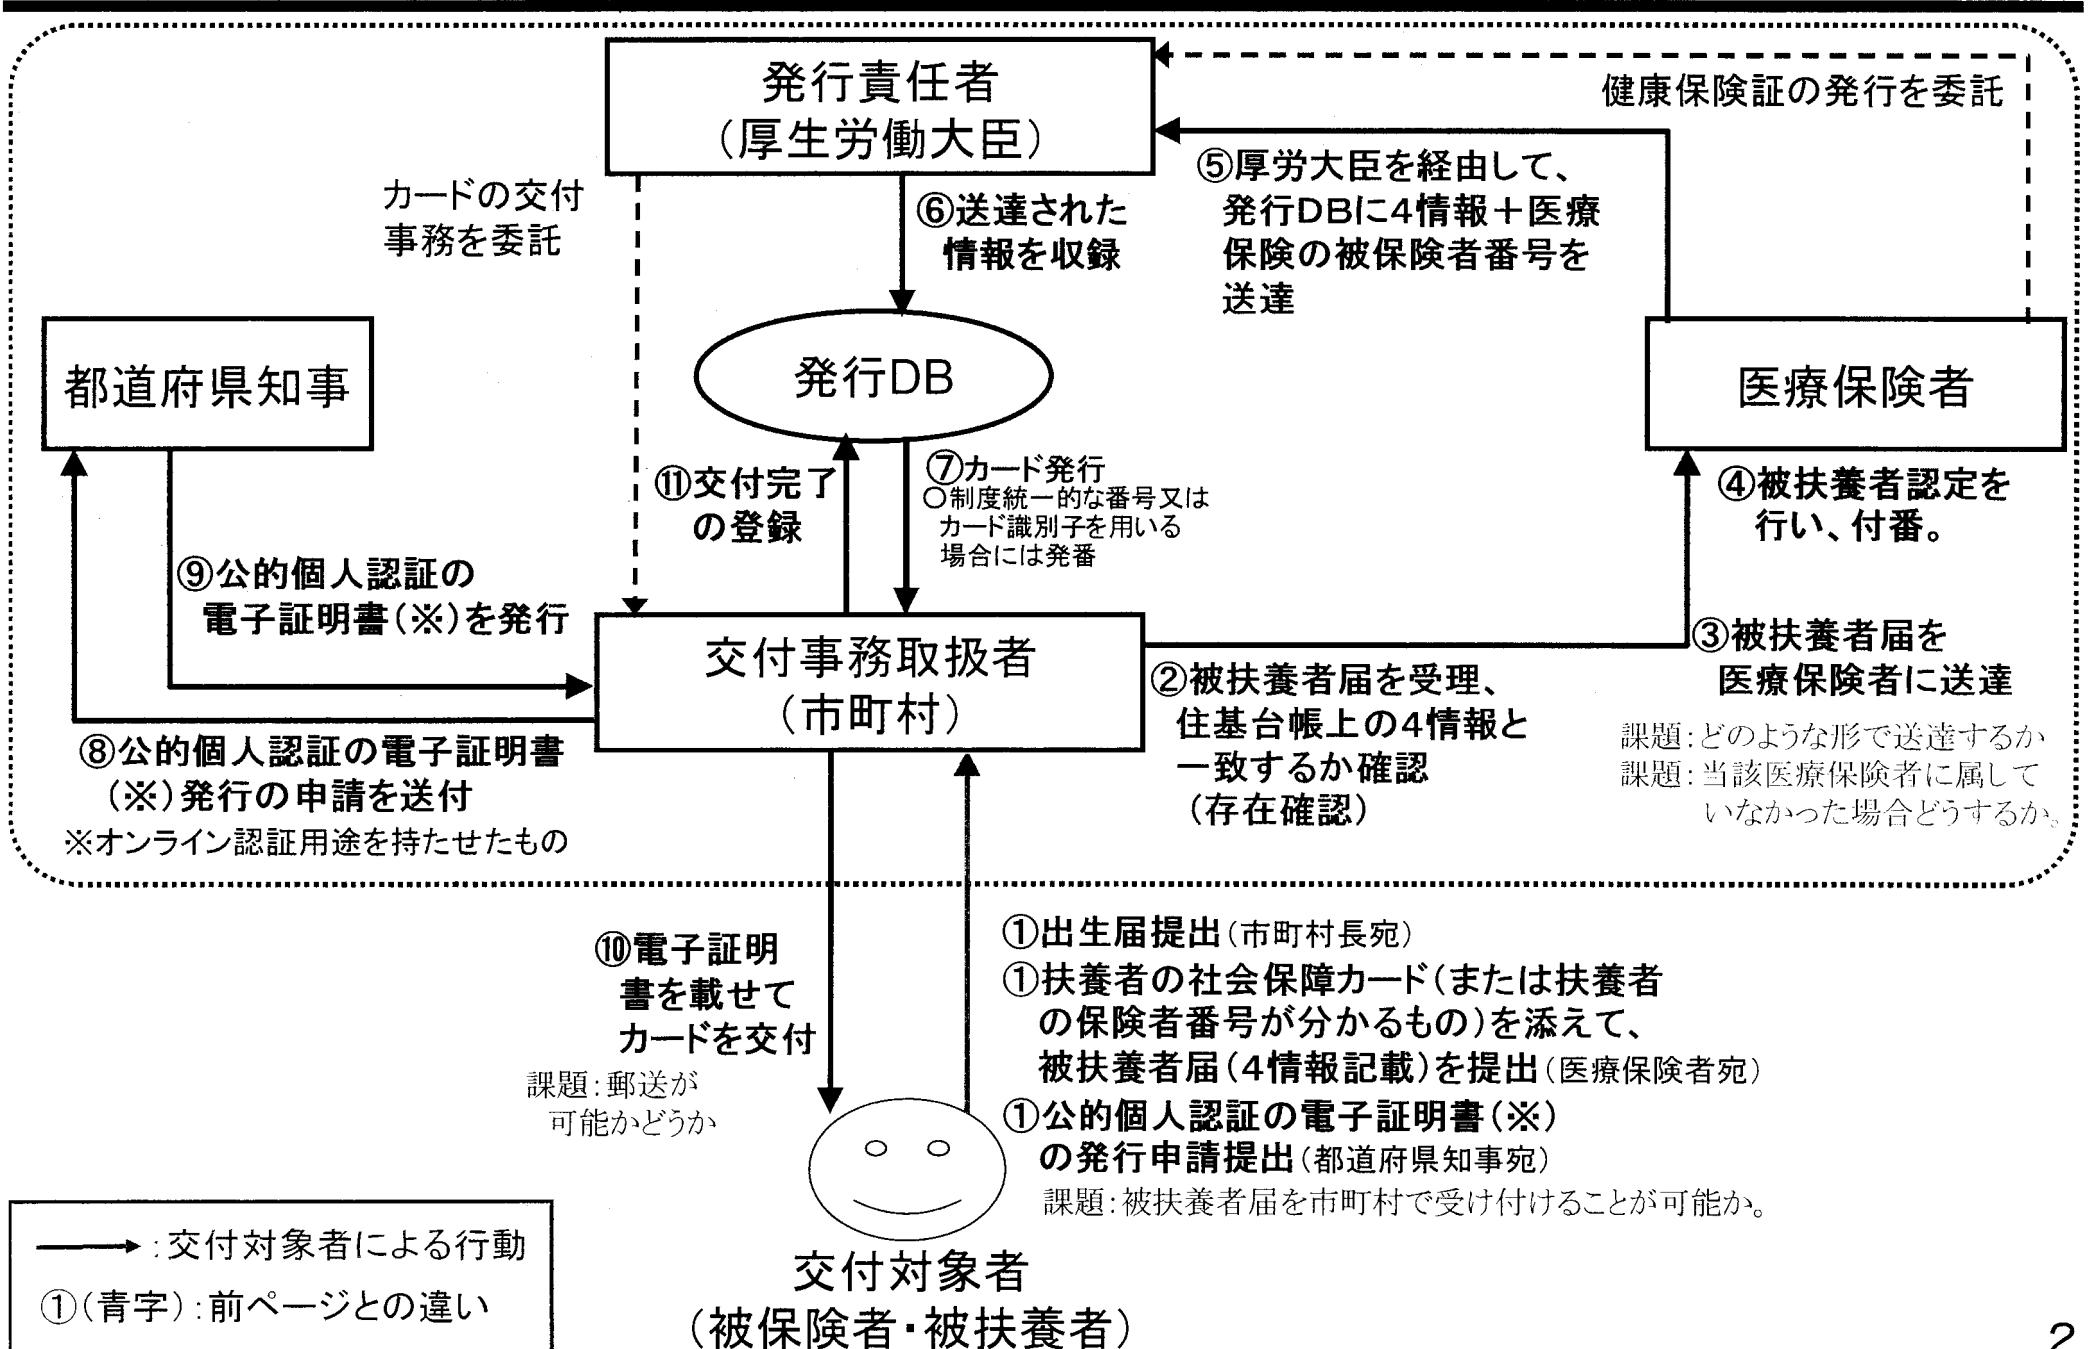 発行責任者
（厚生労働大臣）
健康保険証の発行を委託
カードの交付
事務を委託
⑥送達された
情報を収録
⑤厚労大臣を経由して、
発行DBに4情報＋医療
保険の被保険者番号を
送達
都道府県知事
発行DB
医療保険者
⑪交付完了
の登録
⑦カード発行
○制度統一的な番号又は
カード識別子を用いる
場合には発番
④被扶養者認定を
行い、付番。
⑨公的個人認証の
電子証明書（※）を発行
交付事務取扱者
（市町村）
③被扶養者届を
医療保険者に送達
②被扶養者届を受理、
住基台帳上の4情報と
一致するか確認
（存在確認）
課題：どのような形で送達するか
課題：当該医療保険者に属して
いなかった場合どうするか。
⑧公的個人認証の電子証明書
（※）発行の申請を送付
※オンライン認証用途を持たせたもの
⑩電子証明
書を載せて
カードを交付
課題：郵送が
可能かどうか
①出生届提出（市町村長宛）
①扶養者の社会保障カード（または扶養者
の保険者番号が分かるもの）を添えて、
被扶養者届（4情報記載）を提出（医療保険者宛）
①公的個人認証の電子証明書（※）
の発行申請提出（都道府県知事宛）
課題：被扶養者届を市町村で受け付けることが可能か。
：交付対象者による行動
①（青字）：前ページとの違い
交付対象者
（被保険者・被扶養者）
2